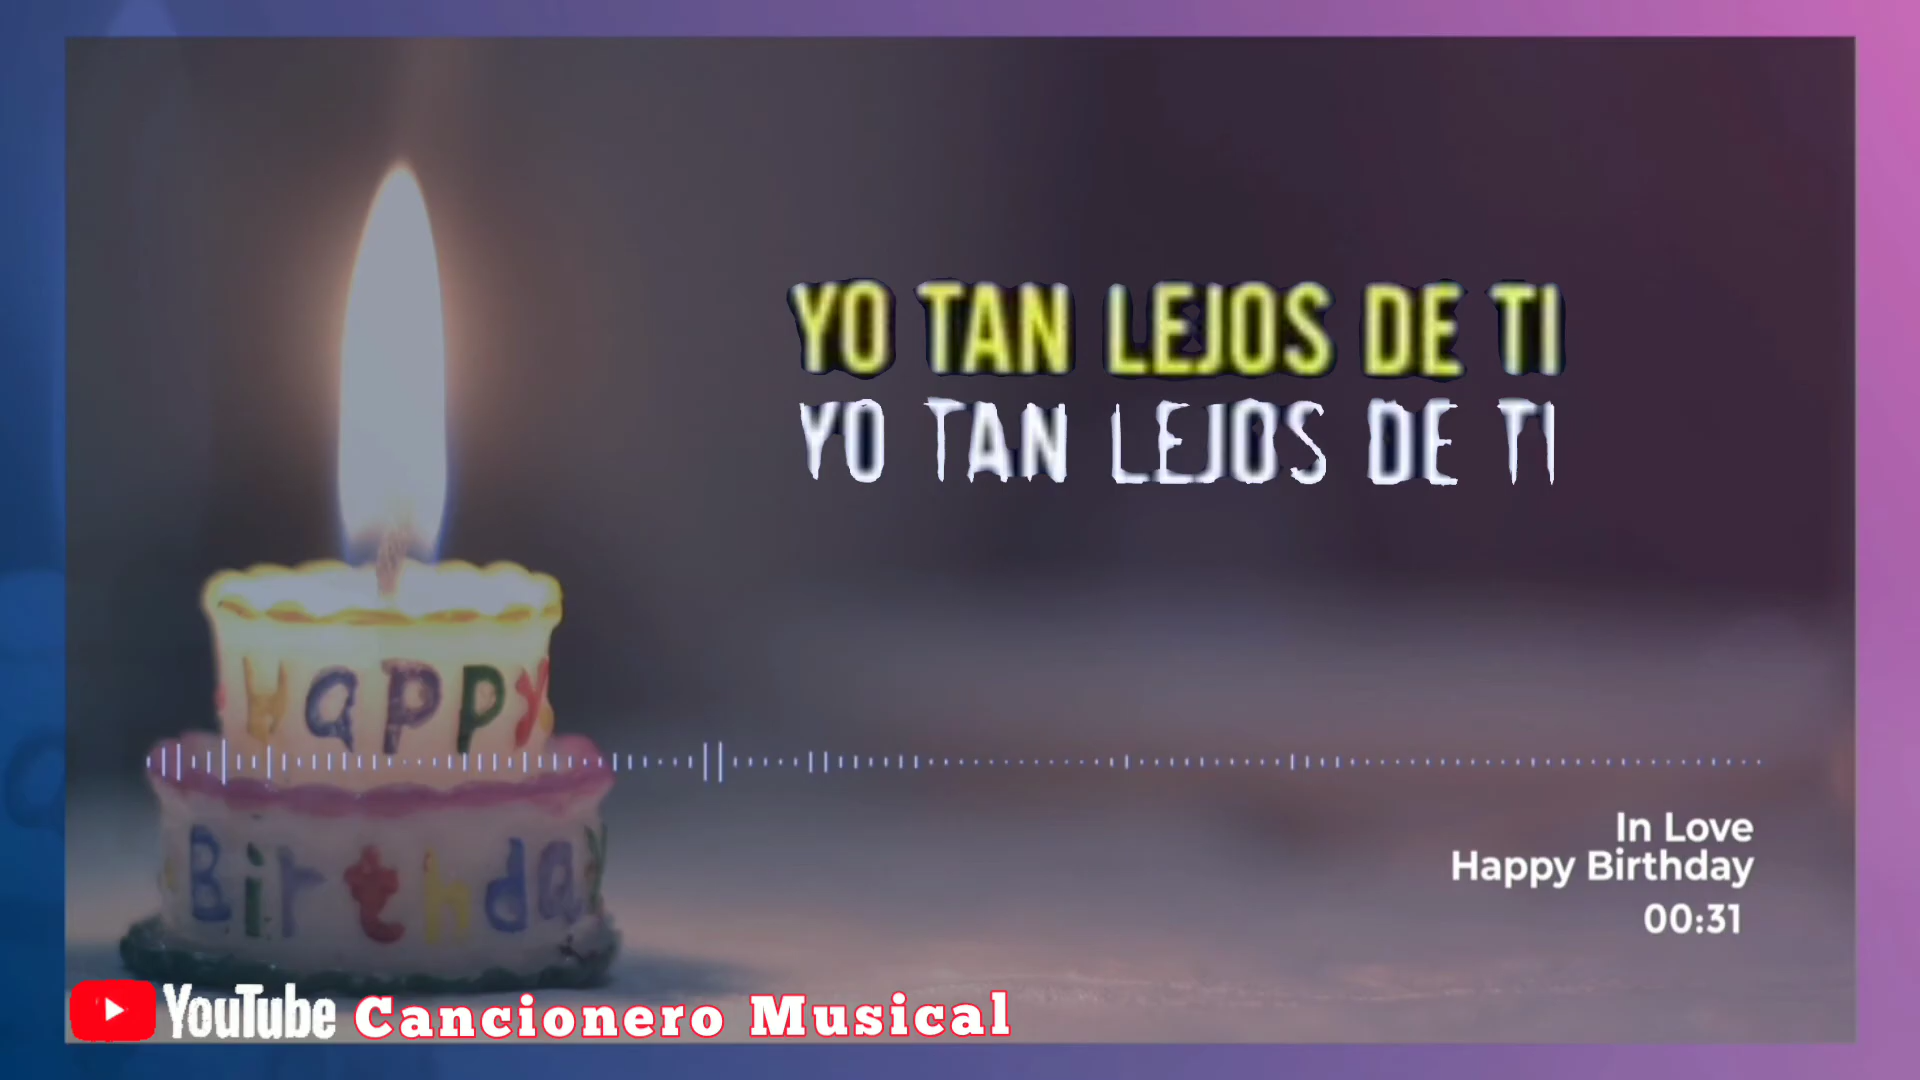 YO TAN LEJOS DE TI
YO TAN LEJOS DE TI
Happy
Birthday
In Love
Happy Birthday
00:31
YouTube Cancionero Musical